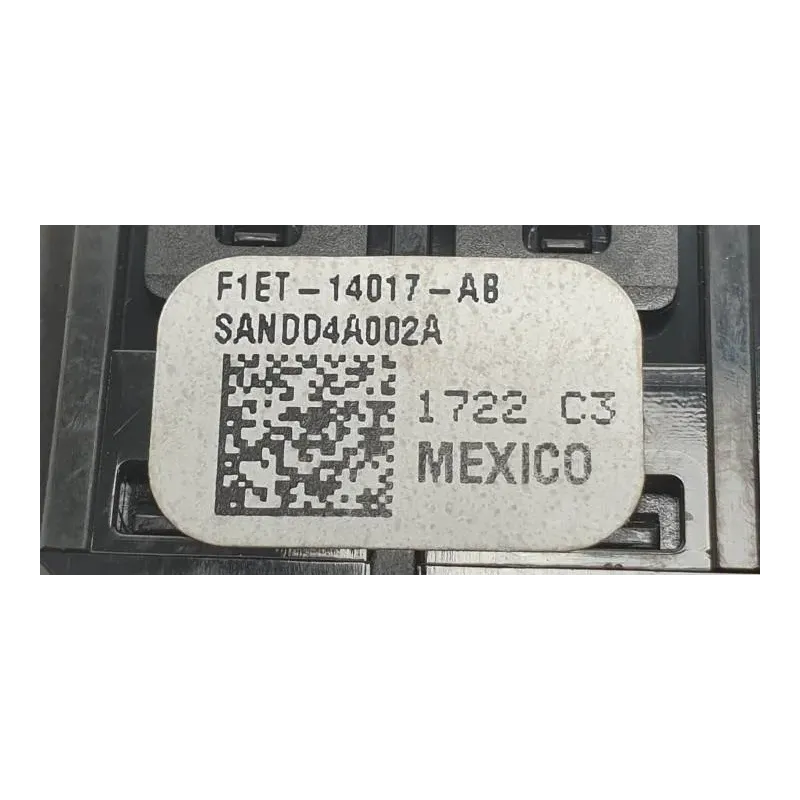 F1ET-14017-AB
SANDD4A002A
1722 C3
MEXICO